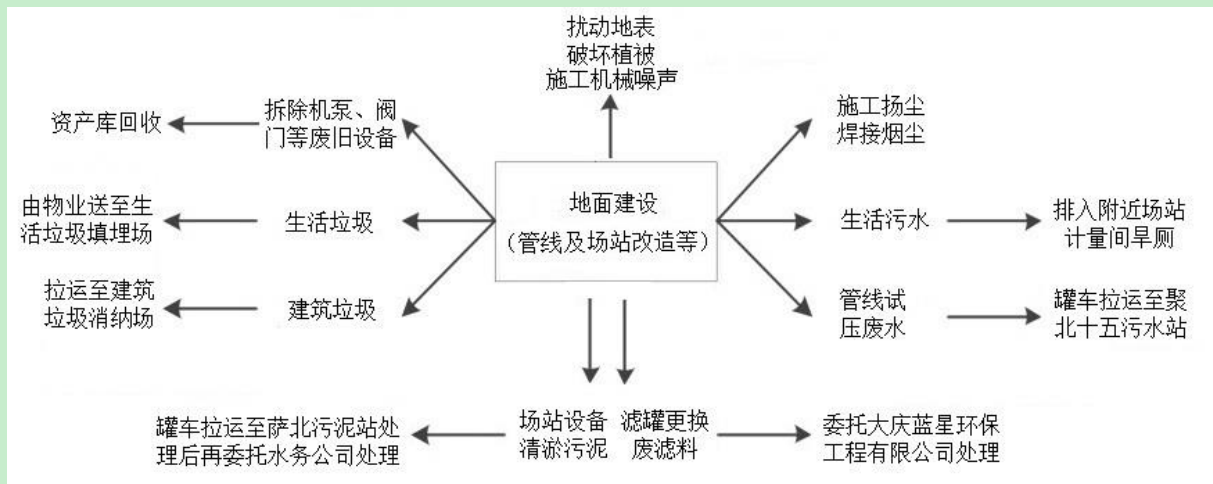 扰动地表
破坏植被
施工机械噪声
资产库回收
拆除机泵、阀
门等废旧设备
施工扬尘
焊接烟尘
由物业送至生
活垃圾填埋场
生活垃圾
地面建设
（管线及场站改造等）
生活污水
排入附近场站
计量间旱厕
拉运至建筑
垃圾消纳场
建筑垃圾
管线试
压废水
罐车拉运至聚
北十五污水站
罐车拉运至萨北污泥站处
理后再委托水务公司处理
场站设备
清淤污泥
滤罐更换
废滤料
委托大庆蓝星环保
工程有限公司处理